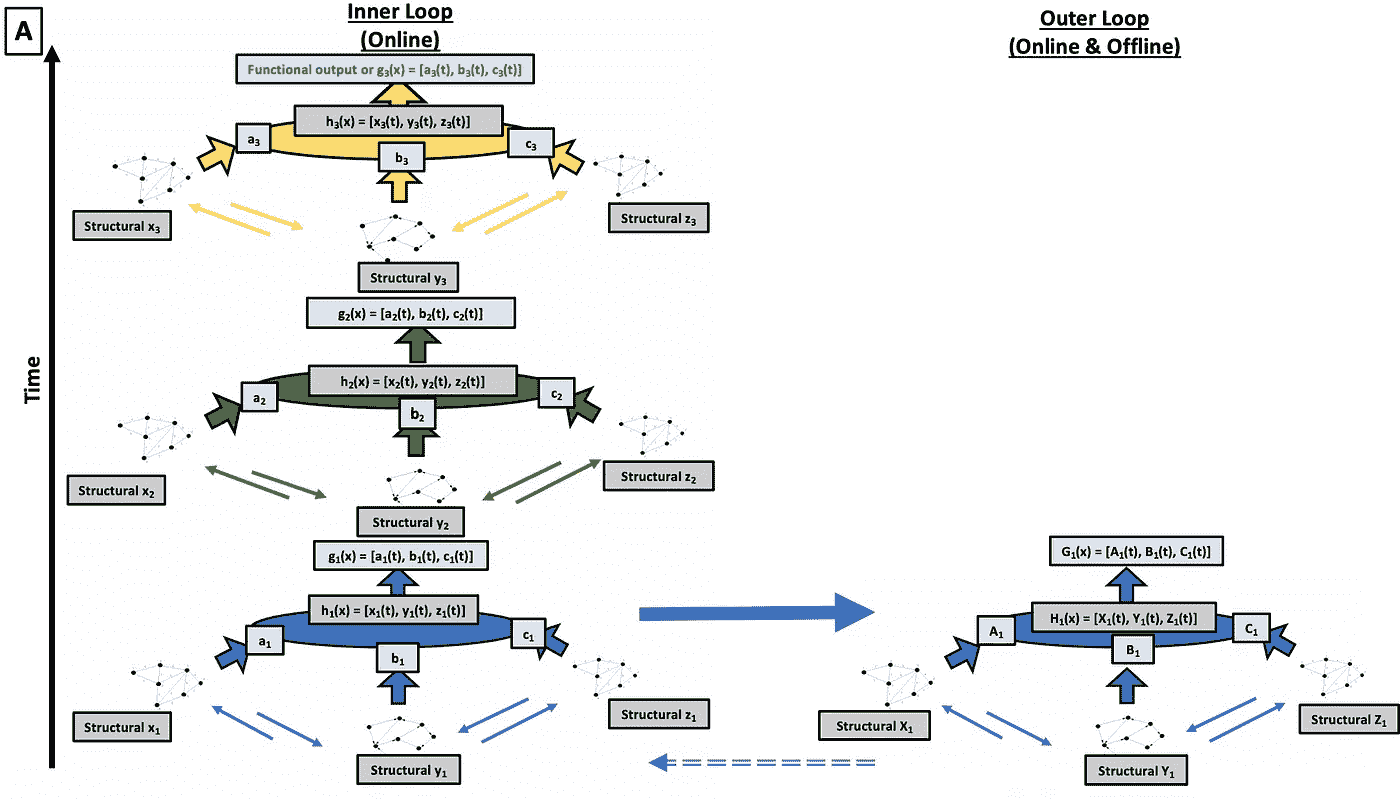 A
Inner Loop
(Online)
Outer Loop
(Online & Offline)
Time
Functional output or g₃(x) = [a₃(t), b₃(t), c₃(t)]
h₃(x) = [x₃(t), y₃(t), z₃(t)]
a₃
b₃
c₃
Structural x₃
Structural z₃
Structural y₃
g₂(x) = [a₂(t), b₂(t), c₂(t)]
h₂(x) = [x₂(t), y₂(t), z₂(t)]
a₂
b₂
c₂
Structural x₂
Structural z₂
Structural y₂
g₁(x) = [a₁(t), b₁(t), c₁(t)]
h₁(x) = [x₁(t), y₁(t), z₁(t)]
a₁
b₁
c₁
Structural x₁
Structural z₁
Structural y₁
G₁(x) = [A₁(t), B₁(t), C₁(t)]
H₁(x) = [X₁(t), Y₁(t), Z₁(t)]
A₁
B₁
C₁
Structural X₁
Structural Z₁
Structural Y₁